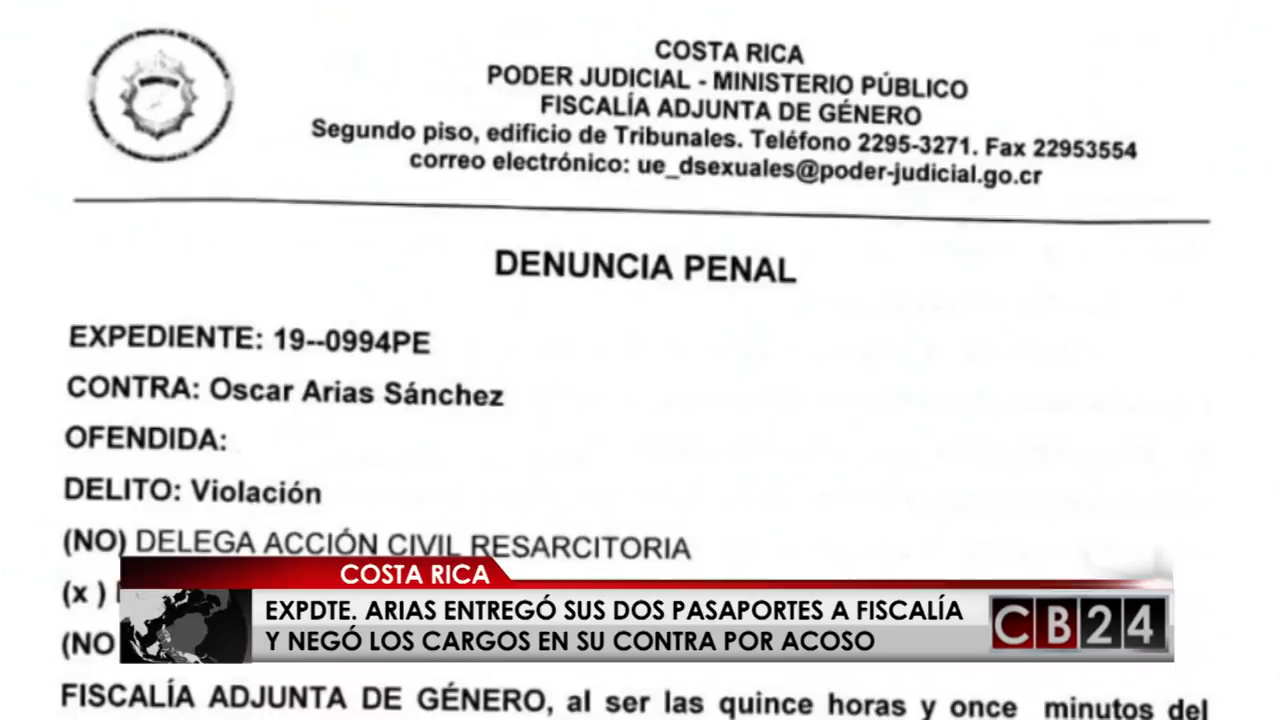 COSTA RICA
PODER JUDICIAL - MINISTERIO PÚBLICO
FISCALÍA ADJUNTA DE GÉNERO
Segundo piso, edificio de Tribunales. Teléfono 2295-3271. Fax 22953554
correo electrónico: ue_dsexuales@poder-judicial.go.cr
DENUNCIA PENAL
EXPEDIENTE: 19--0994PE
CONTRA: Oscar Arias Sánchez
OFENDIDA:
DELITO: Violación
(NO) DELEGA ACCIÓN CIVIL RESARCITORIA
(x )
(NO
COSTA RICA
EXPDTE. ARIAS ENTREGÓ SUS DOS PASAPORTES A FISCALÍA
Y NEGÓ LOS CARGOS EN SU CONTRA POR ACOSO
CB24
FISCALÍA ADJUNTA DE GÉNERO, al ser las quince horas y once minutos del